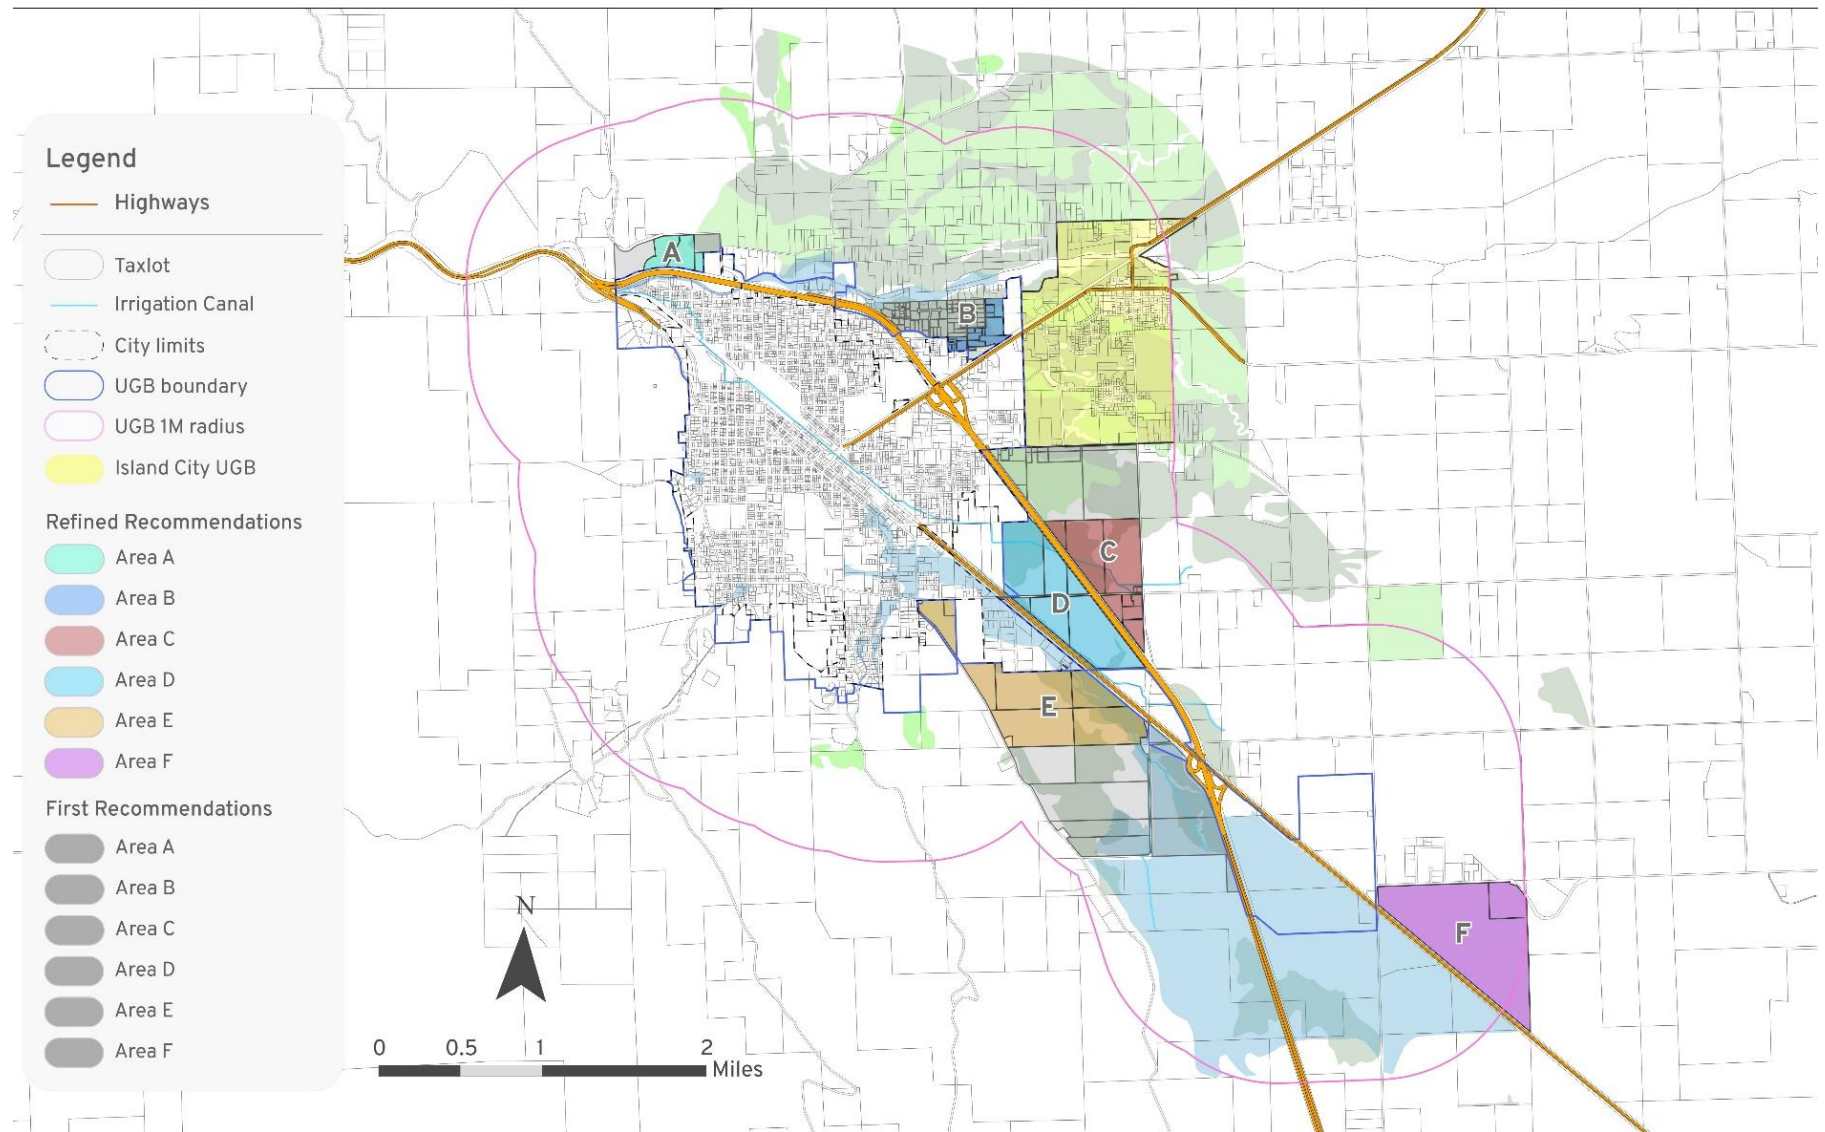 Legend
Highways
Taxlot
Irrigation Canal
City limits
UGB boundary
UGB 1M radius
Island City UGB
Refined Recommendations
Area A
Area B
Area C
Area D
Area E
Area F
First Recommendations
Area A
Area B
Area C
Area D
Area E
Area F
A
B
C
D
E
F
N
0 0.5 1 2
Miles